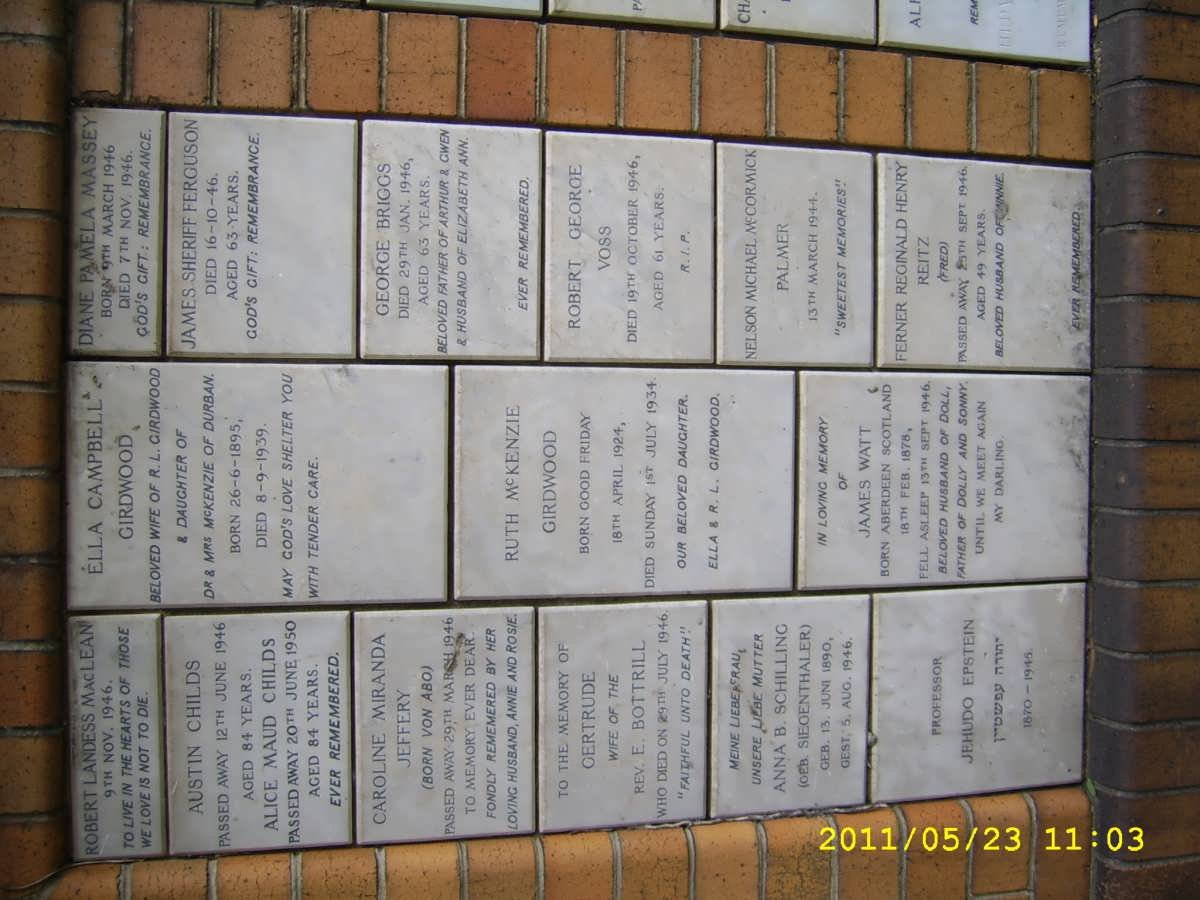 ROBERT LANDESS MacLEAN
9TH NOV. 1946.
TO LIVE IN THE HEARTS OF THOSE
WE LOVE IS NOT TO DIE.
AUSTIN CHILDS
PASSED AWAY 12TH JUNE 1946
AGED 84 YEARS.
ALICE MAUD CHILDS
PASSED AWAY 20TH JUNE 1950
AGED 84 YEARS.
EVER REMEMBERED.
CAROLINE MIRANDA
JEFFERY
(BORN VON ABO)
PASSED AWAY 29TH MARCH 1946
TO MEMORY EVER DEAR.
FONDLY REMEMERED BY HER
LOVING HUSBAND ANNIE AND ROSIE.
TO THE MEMORY OF
GERTRUDE
WIFE OF THE
REV. E. BOTTRILL
WHO DIED ON 29TH JULY 1946.
"FAITHFUL UNTO DEATH."
MEINE LIEBE FRAU,
UNSERE LIEBE MUTTER
ANNA B. SCHILLING
(GEB. SIEGENTHALER)
GEB. 13. JUNI 1890,
GEST. 5. AUG. 1946.
PROFESSOR
JEHUDO EPSTEIN
יהודה עפשטיין
1870 – 1945.
ELLA CAMPBELL
GIRDWOOD
BELOVED WIFE OF R. L. GIRDWOOD
& DAUGHTER OF
DR & MRS McKENZIE OF DURBAN.
BORN 26-6-1895,
DIED 8-9-1939.
MAY GOD'S LOVE SHELTER YOU
WITH TENDER CARE.
RUTH McKENZIE
GIRDWOOD
BORN GOOD FRIDAY
18TH APRIL 1924,
DIED SUNDAY 1ST JULY 1934.
OUR BELOVED DAUGHTER.
ELLA & R. L. GIRDWOOD.
IN LOVING MEMORY
OF
JAMES WATT
BORN ABERDEEN SCOTLAND
18TH FEB. 1878,
FELL ASLEEP 13TH SEPT 1946.
BELOVED HUSBAND OF DOLL,
FATHER OF DOLLY AND SONNY.
UNTIL WE MEET AGAIN
MY DARLING.
DIANE PAMELA MASSEY
BORN 9TH MARCH 1946
DIED 7TH NOV. 1946.
GOD'S GIFT: REMEMBRANCE.
JAMES SHERIFF FERGUSON
DIED 16-10-46.
AGED 63 YEARS.
GOD'S GIFT: REMEMBRANCE.
GEORGE BRIGGS
DIED 29TH JAN. 1946,
AGED 63 YEARS.
BELOVED FATHER OF ARTHUR & GWEN
& HUSBAND OF ELIZABETH ANN.
EVER REMEMBERED.
ROBERT GEORGE
VOSS
DIED 19TH OCTOBER 1946,
AGED 61 YEARS.
R.I.P.
NELSON MICHAEL McCORMICK
PALMER
13TH MARCH 1944.
"SWEETEST MEMORIES"
FERNER REGINALD HENRY
REITZ
(FRED)
PASSED AWAY 25TH SEPT 1946.
AGED 49 YEARS.
BELOVED HUSBAND OF WINNIE.
EVER REMEMBERED.
2011/05/23 11:03